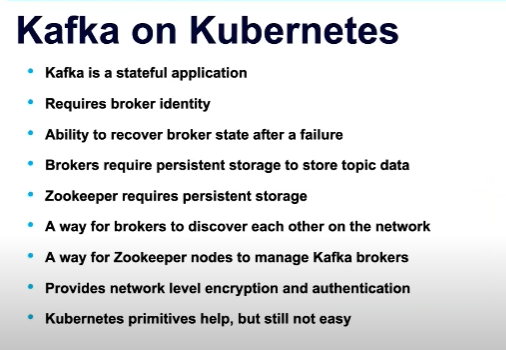 Kafka on Kubernetes
• Kafka is a stateful application
• Requires broker identity
• Ability to recover broker state after a failure
• Brokers require persistent storage to store topic data
• Zookeeper requires persistent storage
• A way for brokers to discover each other on the network
• A way for Zookeeper nodes to manage Kafka brokers
• Provides network level encryption and authentication
• Kubernetes primitives help, but still not easy